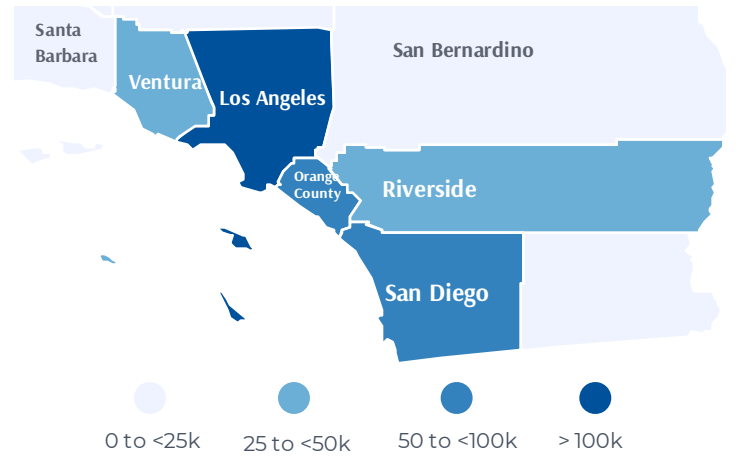 Santa
Barbara
San Bernardino
Ventura
Los Angeles
Orange
County
Riverside
San Diego
0 to <25k
25 to <50k
50 to <100k
> 100k